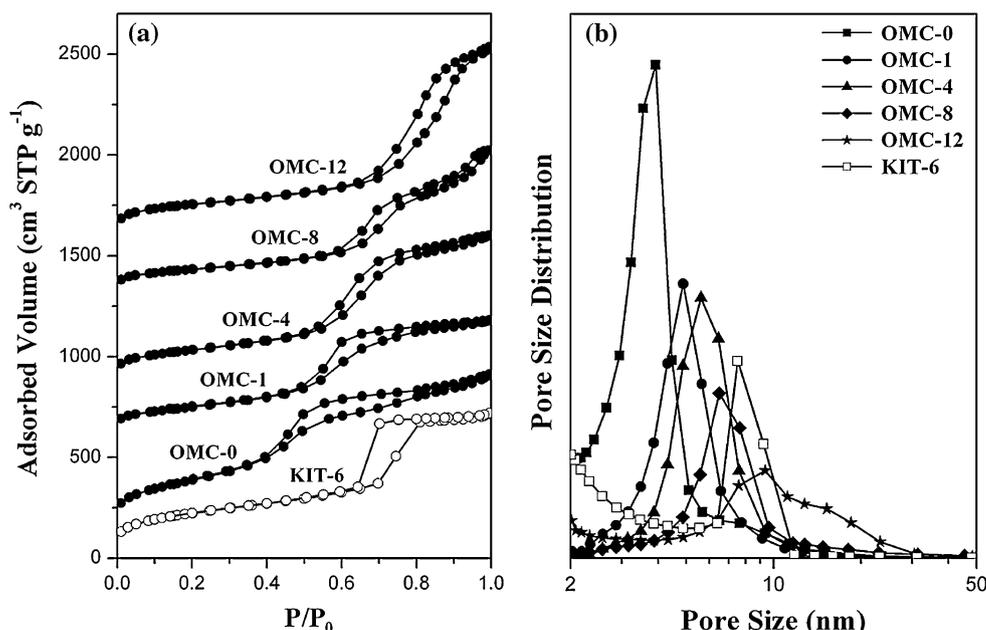 (a)
2500
2000
1500
1000
500
0
Adsorbed Volume (cm³ STP g⁻¹)
OMC-12
OMC-8
OMC-4
OMC-1
OMC-0
KIT-6
0.0 0.2 0.4 0.6 0.8 1.0
P/P₀
(b)
OMC-0
OMC-1
OMC-4
OMC-8
OMC-12
KIT-6
Pore Size Distribution
2 10 50
Pore Size (nm)